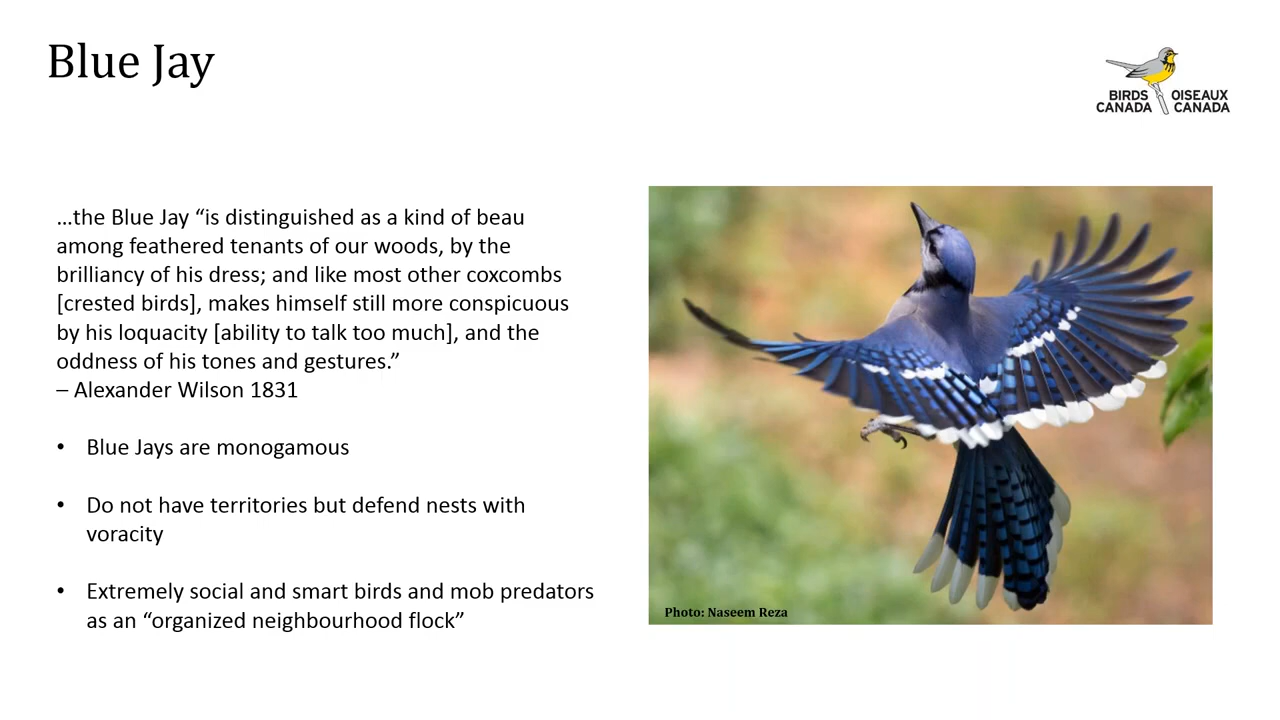 Blue Jay
BIRDS CANADA
OISEAUX CANADA
…the Blue Jay “is distinguished as a kind of beau
among feathered tenants of our woods, by the
brilliancy of his dress; and like most other coxcombs
[crested birds], makes himself still more conspicuous
by his loquacity [ability to talk too much], and the
oddness of his tones and gestures.”
– Alexander Wilson 1831
• Blue Jays are monogamous
• Do not have territories but defend nests with
voracity
• Extremely social and smart birds and mob predators
as an “organized neighbourhood flock”
Photo: Naseem Reza